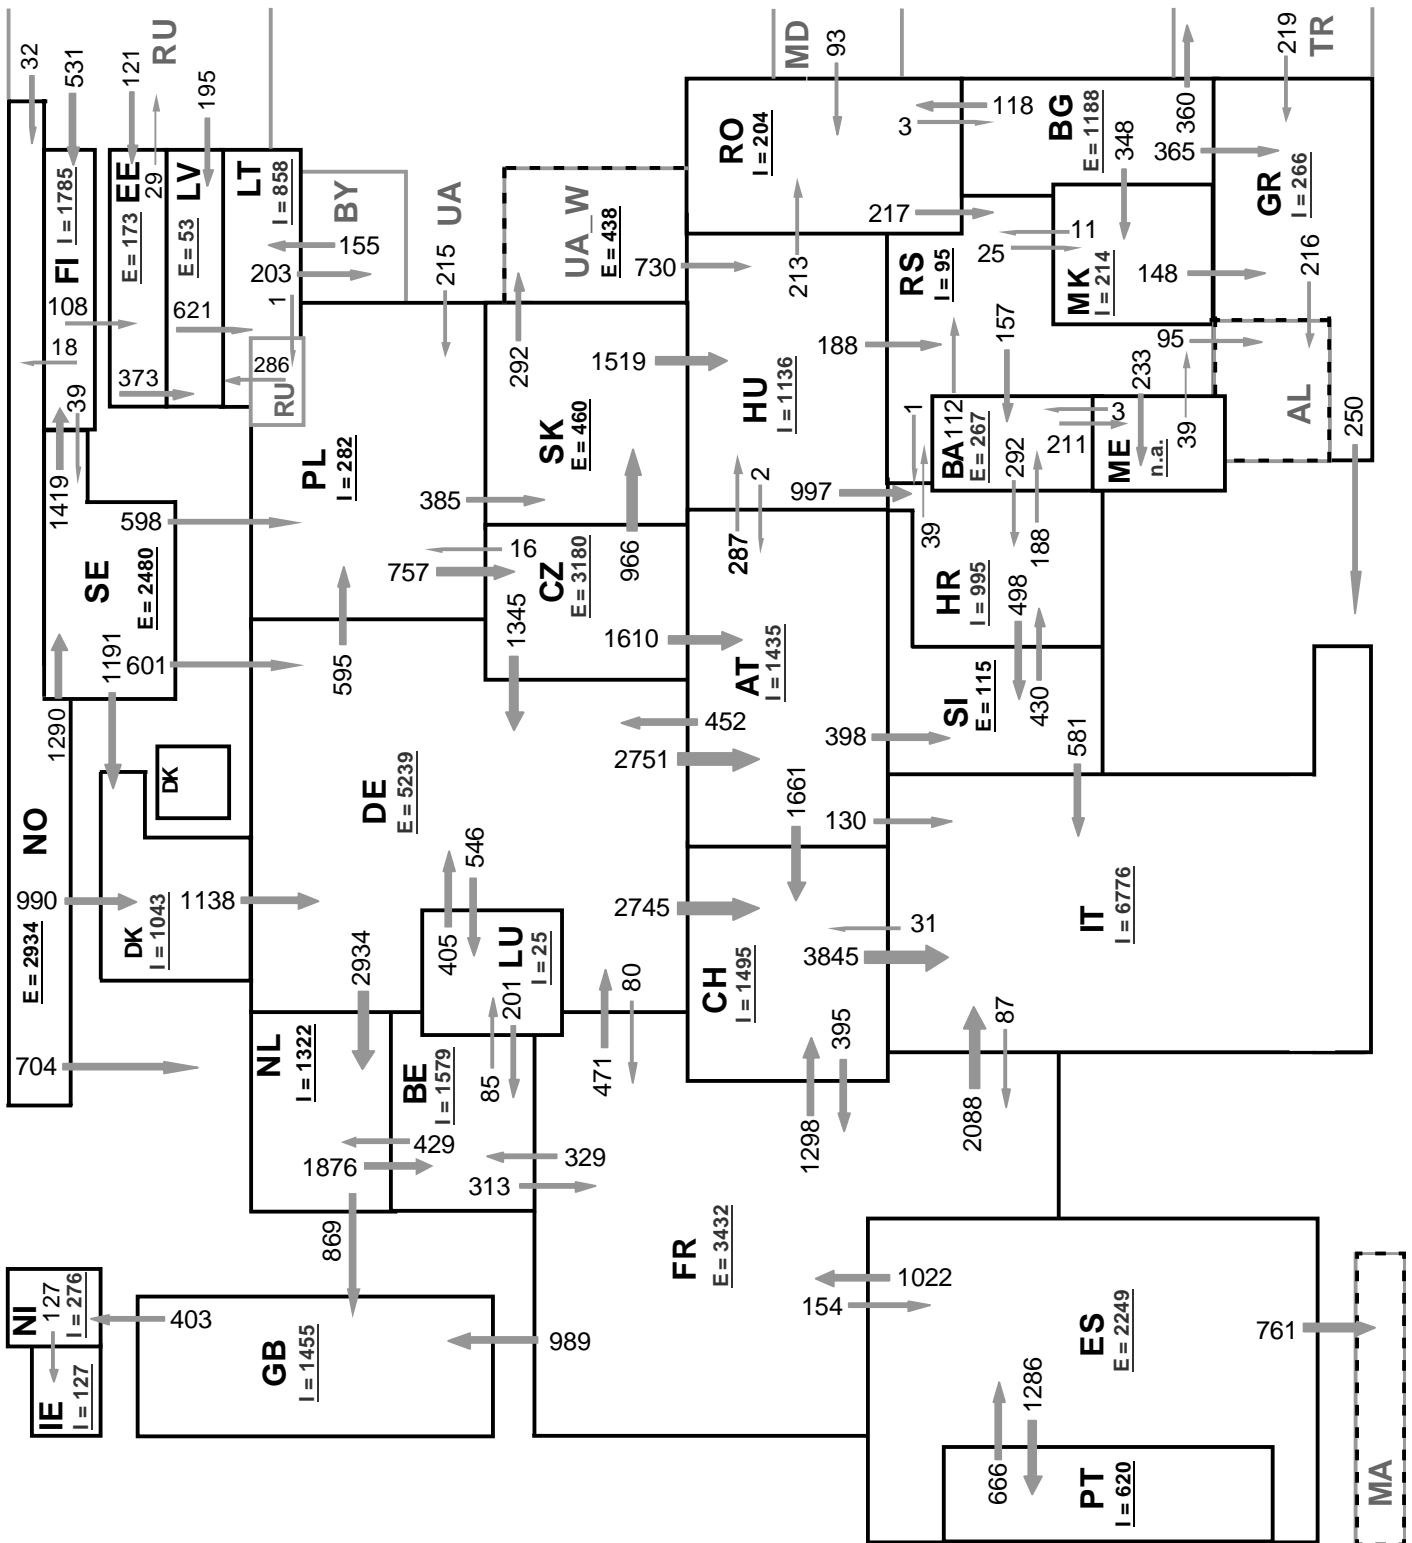 32
531
121
RU
195
29
NO
E = 2934
FI
I = 1785
EE
E = 173
LV
E = 53
LT
I = 858
BY
155
203
1
286
RU
108
18
39
621
373
1419
SE
E = 2480
598
601
1191
1290
990
704
DK
DK
I = 1043
1138
UA
215
UA_W
E = 438
730
292
PL
I = 282
385
757
16
595
SK
E = 460
1519
966
CZ
E = 3180
1345
1610
DE
E = 5239
452
2751
2745
2934
405
546
LU
I = 25
85
201
471
80
NL
I = 1322
BE
I = 1579
429
1876
329
313
869
MD
93
RO
I = 204
3
118
213
217
BG
E = 1188
348
365
360
219
TR
GR
I = 266
216
RS
I = 95
25
11
MK
I = 214
148
95
AL
250
HU
I = 1136
188
157
112
BA
E = 267
292
188
211
3
ME
n.a.
233
39
1
39
997
287
2
HR
I = 995
498
430
AT
I = 1435
398
SI
E = 115
581
1661
130
CH
I = 1495
31
3845
1298
395
IT
I = 6776
2088
87
FR
E = 3432
1022
154
989
NI
I = 276
127
IE
I = 127
403
GB
I = 1455
ES
E = 2249
761
666
1286
PT
I = 620
MA